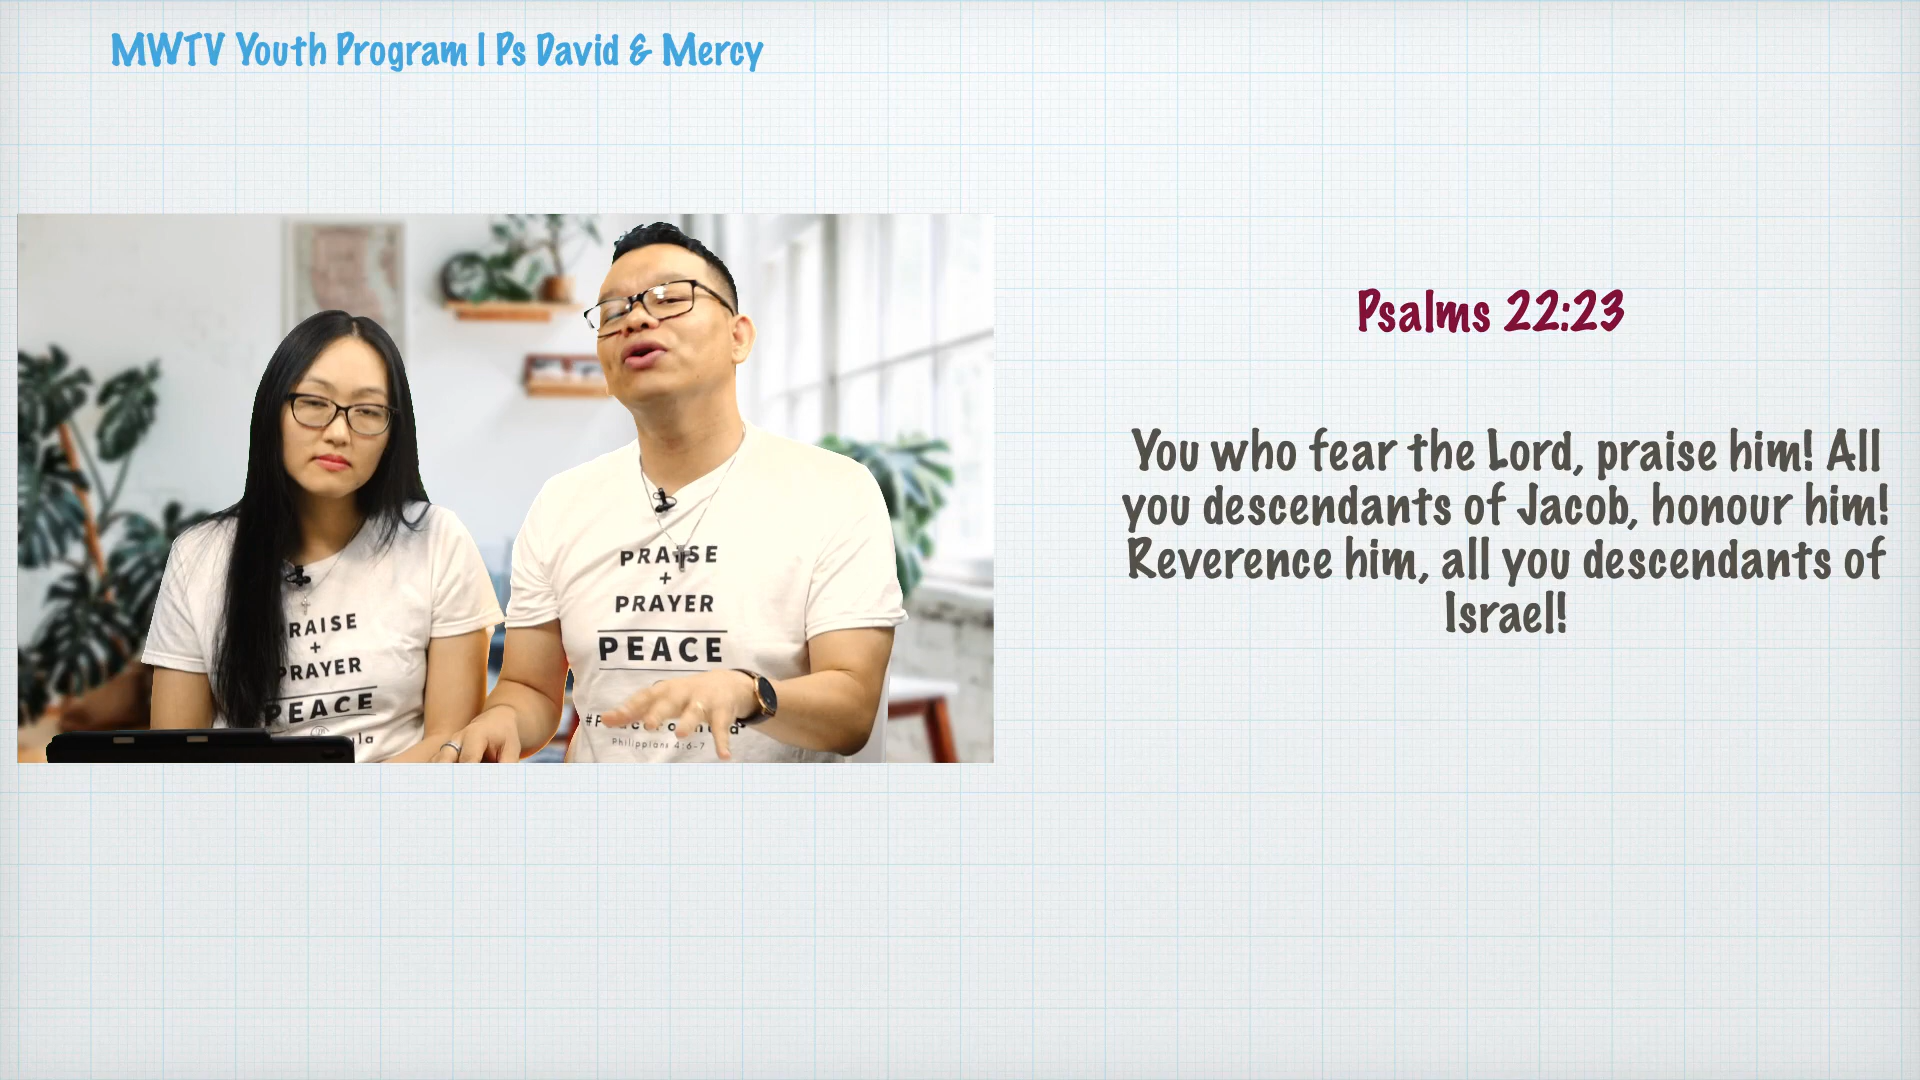 MWTV Youth Program | Ps David & Mercy
Psalms 22:23
You who fear the Lord, praise him! All
you descendants of Jacob, honour him!
Reverence him, all you descendants of
Israel!
PRAISE
+
PRAYER
PEACE
Philippians 4:6-7
RAISE
+
PRAYER
PEACE